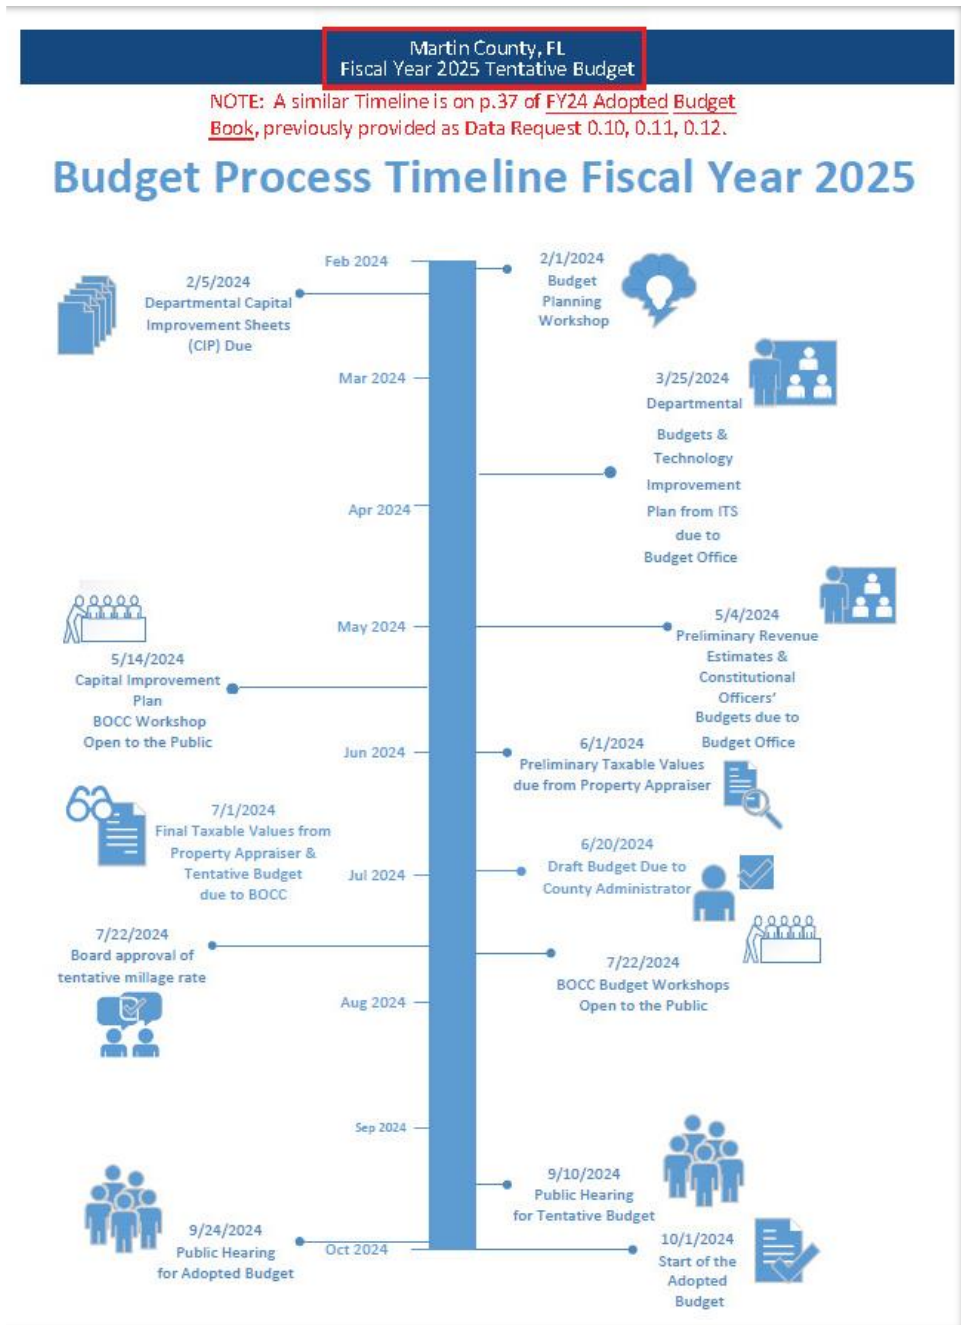 Martin County, FL
Fiscal Year 2025 Tentative Budget
NOTE: A similar Timeline is on p.37 of FY24 Adopted Budget
Book, previously provided as Data Request 0.10, 0.11, 0.12.
Budget Process Timeline Fiscal Year 2025
Feb 2024
2/1/2024
Budget
Planning
Workshop
2/5/2024
Departmental Capital
Improvement Sheets
(CIP) Due
Mar 2024
3/25/2024
Departmental
Budgets &
Technology
Improvement
Plan from ITS
due to
Budget Office
Apr 2024
May 2024
5/4/2024
Preliminary Revenue
Estimates &
Constitutional
Officers'
Budgets due to
Budget Office
5/14/2024
Capital Improvement
Plan
BOCC Workshop
Open to the Public
Jun 2024
6/1/2024
Preliminary Taxable Values
due from Property Appraiser
7/1/2024
Final Taxable Values from
Property Appraiser &
Tentative Budget
due to BOCC
Jul 2024
6/20/2024
Draft Budget Due to
County Administrator
7/22/2024
Board approval of
tentative millage rate
7/22/2024
BOCC Budget Workshops
Open to the Public
Aug 2024
Sep 2024
9/10/2024
Public Hearing
for Tentative Budget
9/24/2024
Public Hearing
for Adopted Budget
Oct 2024
10/1/2024
Start of the
Adopted
Budget